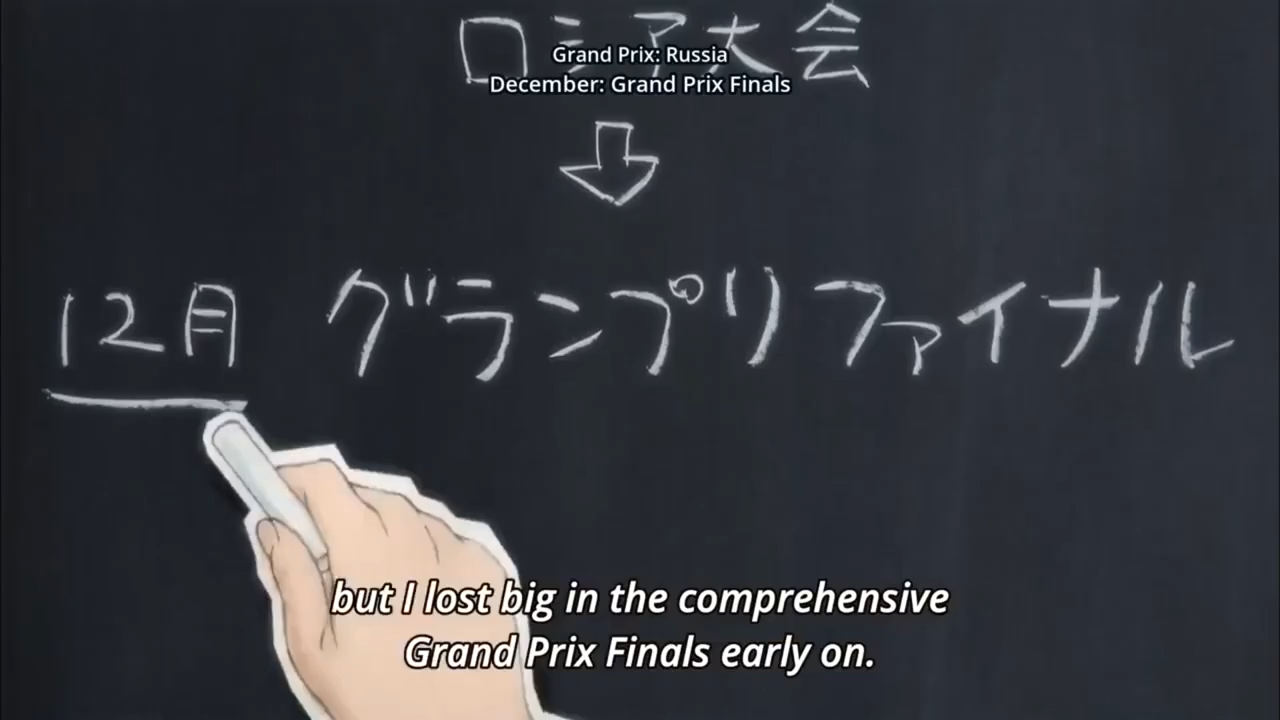 ロシア大会
Grand Prix: Russia
December: Grand Prix Finals
12月 グランプリファイナル
but I lost big in the comprehensive
Grand Prix Finals early on.